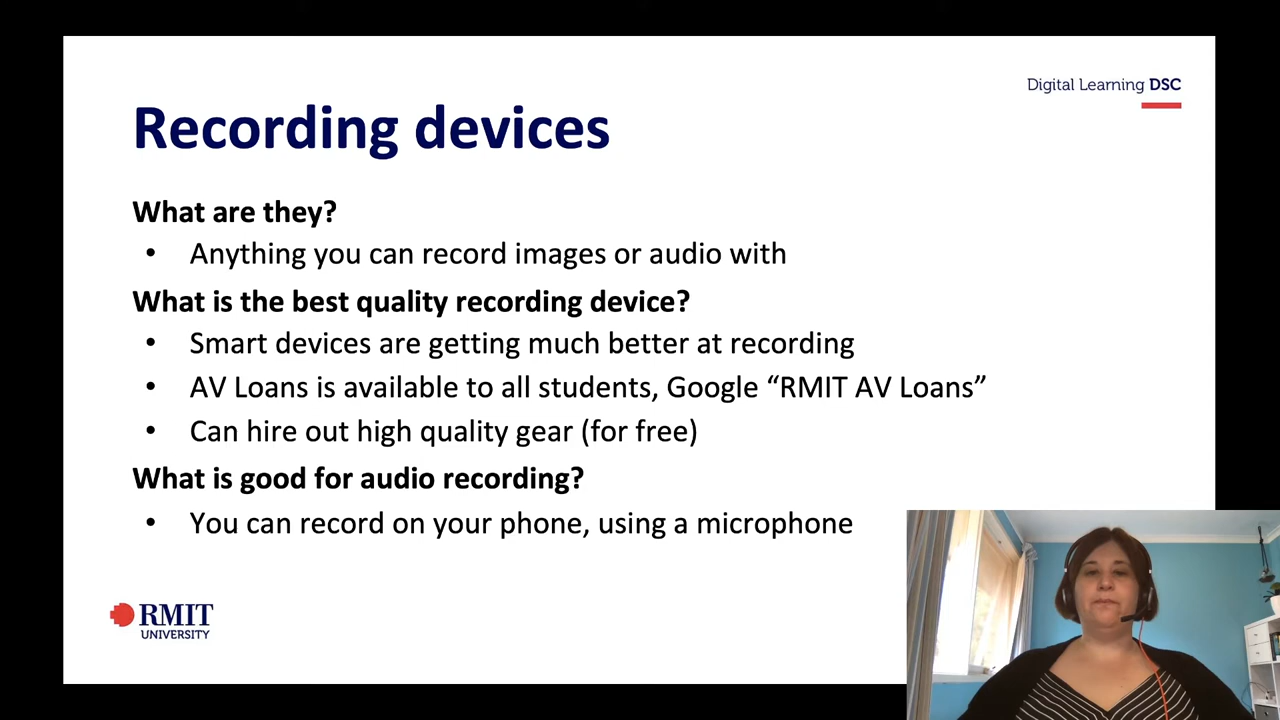 Digital Learning DSC
Recording devices
What are they?
• Anything you can record images or audio with
What is the best quality recording device?
• Smart devices are getting much better at recording
• AV Loans is available to all students, Google “RMIT AV Loans”
• Can hire out high quality gear (for free)
What is good for audio recording?
• You can record on your phone, using a microphone
RMIT
UNIVERSITY